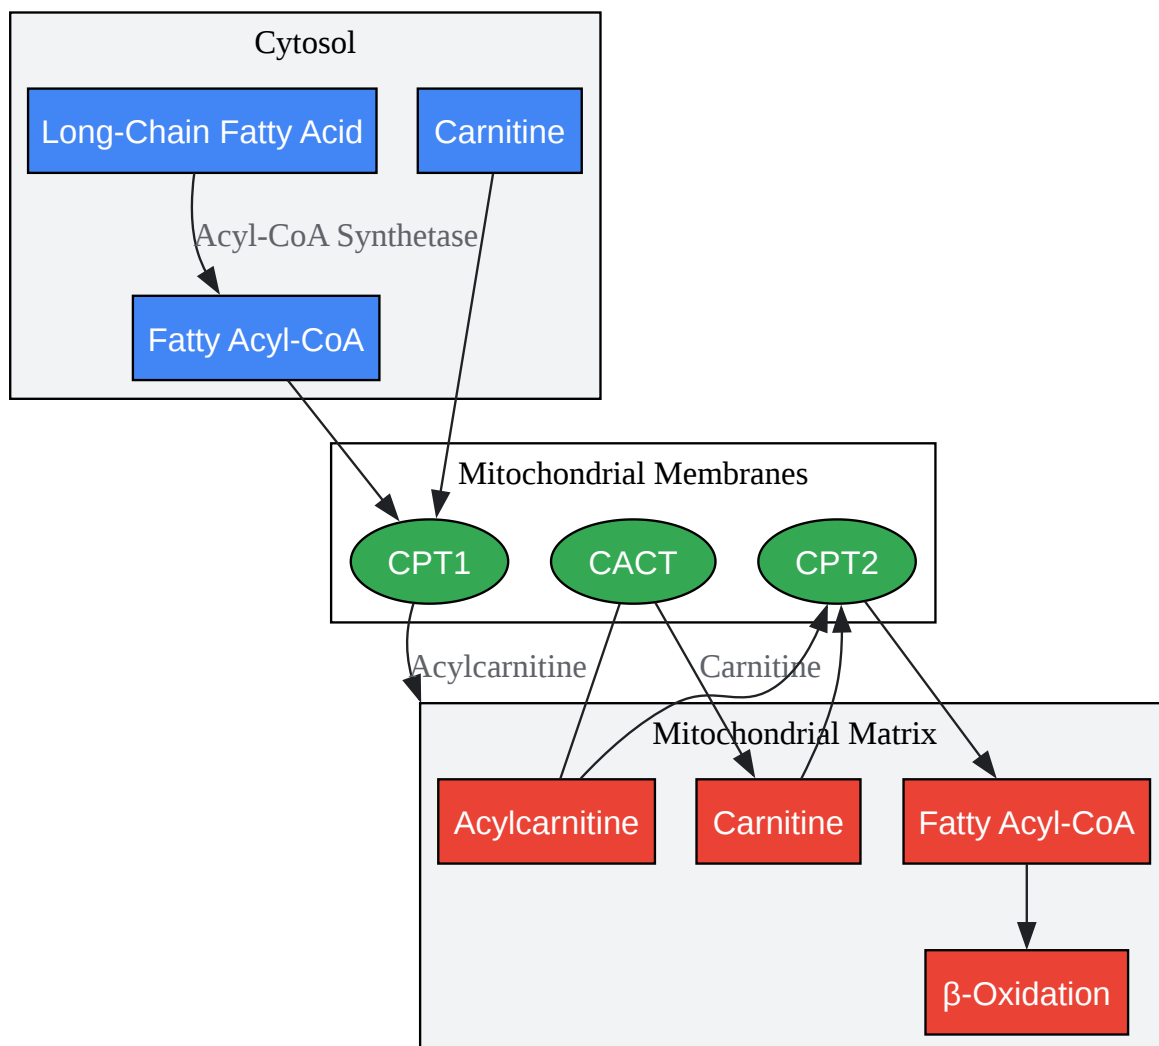 Cytosol
Long-Chain Fatty Acid
Carnitine
Acyl-CoA Synthetase
Fatty Acyl-CoA
Mitochondrial Membranes
CPT1
CACT
CPT2
Acylcarnitine
Carnitine
Mitochondrial Matrix
Acylcarnitine
Carnitine
Fatty Acyl-CoA
β-Oxidation